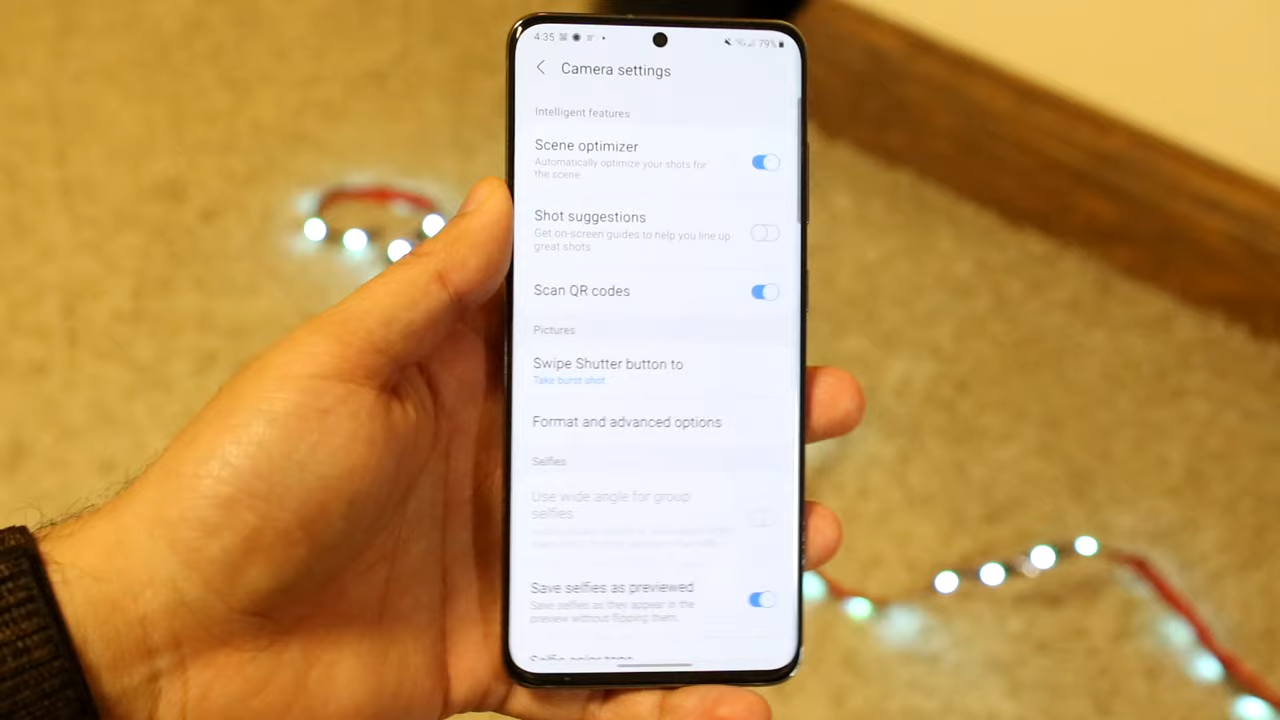 4:35
79%
Camera settings
Intelligent features
Scene optimizer
Automatically optimize your shots for
the scene.
Shot suggestions
Get on-screen guides to help you line up
great shots
Scan QR codes
Pictures
Swipe Shutter button to
Take burst shot
Format and advanced options
Selfies
Use wide angle for group
selfies
Save selfies as previewed
Save selfies as they appear in the
preview without flipping them.